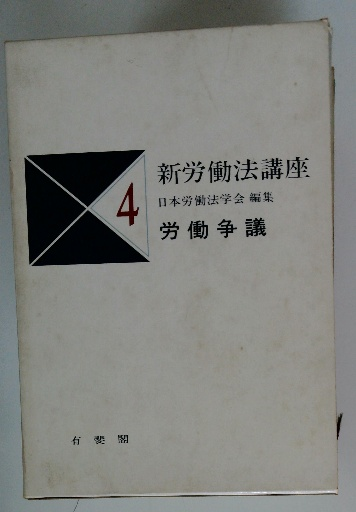 新労働法講座
4
日本労働法学会 編集
労働争議
有斐閣